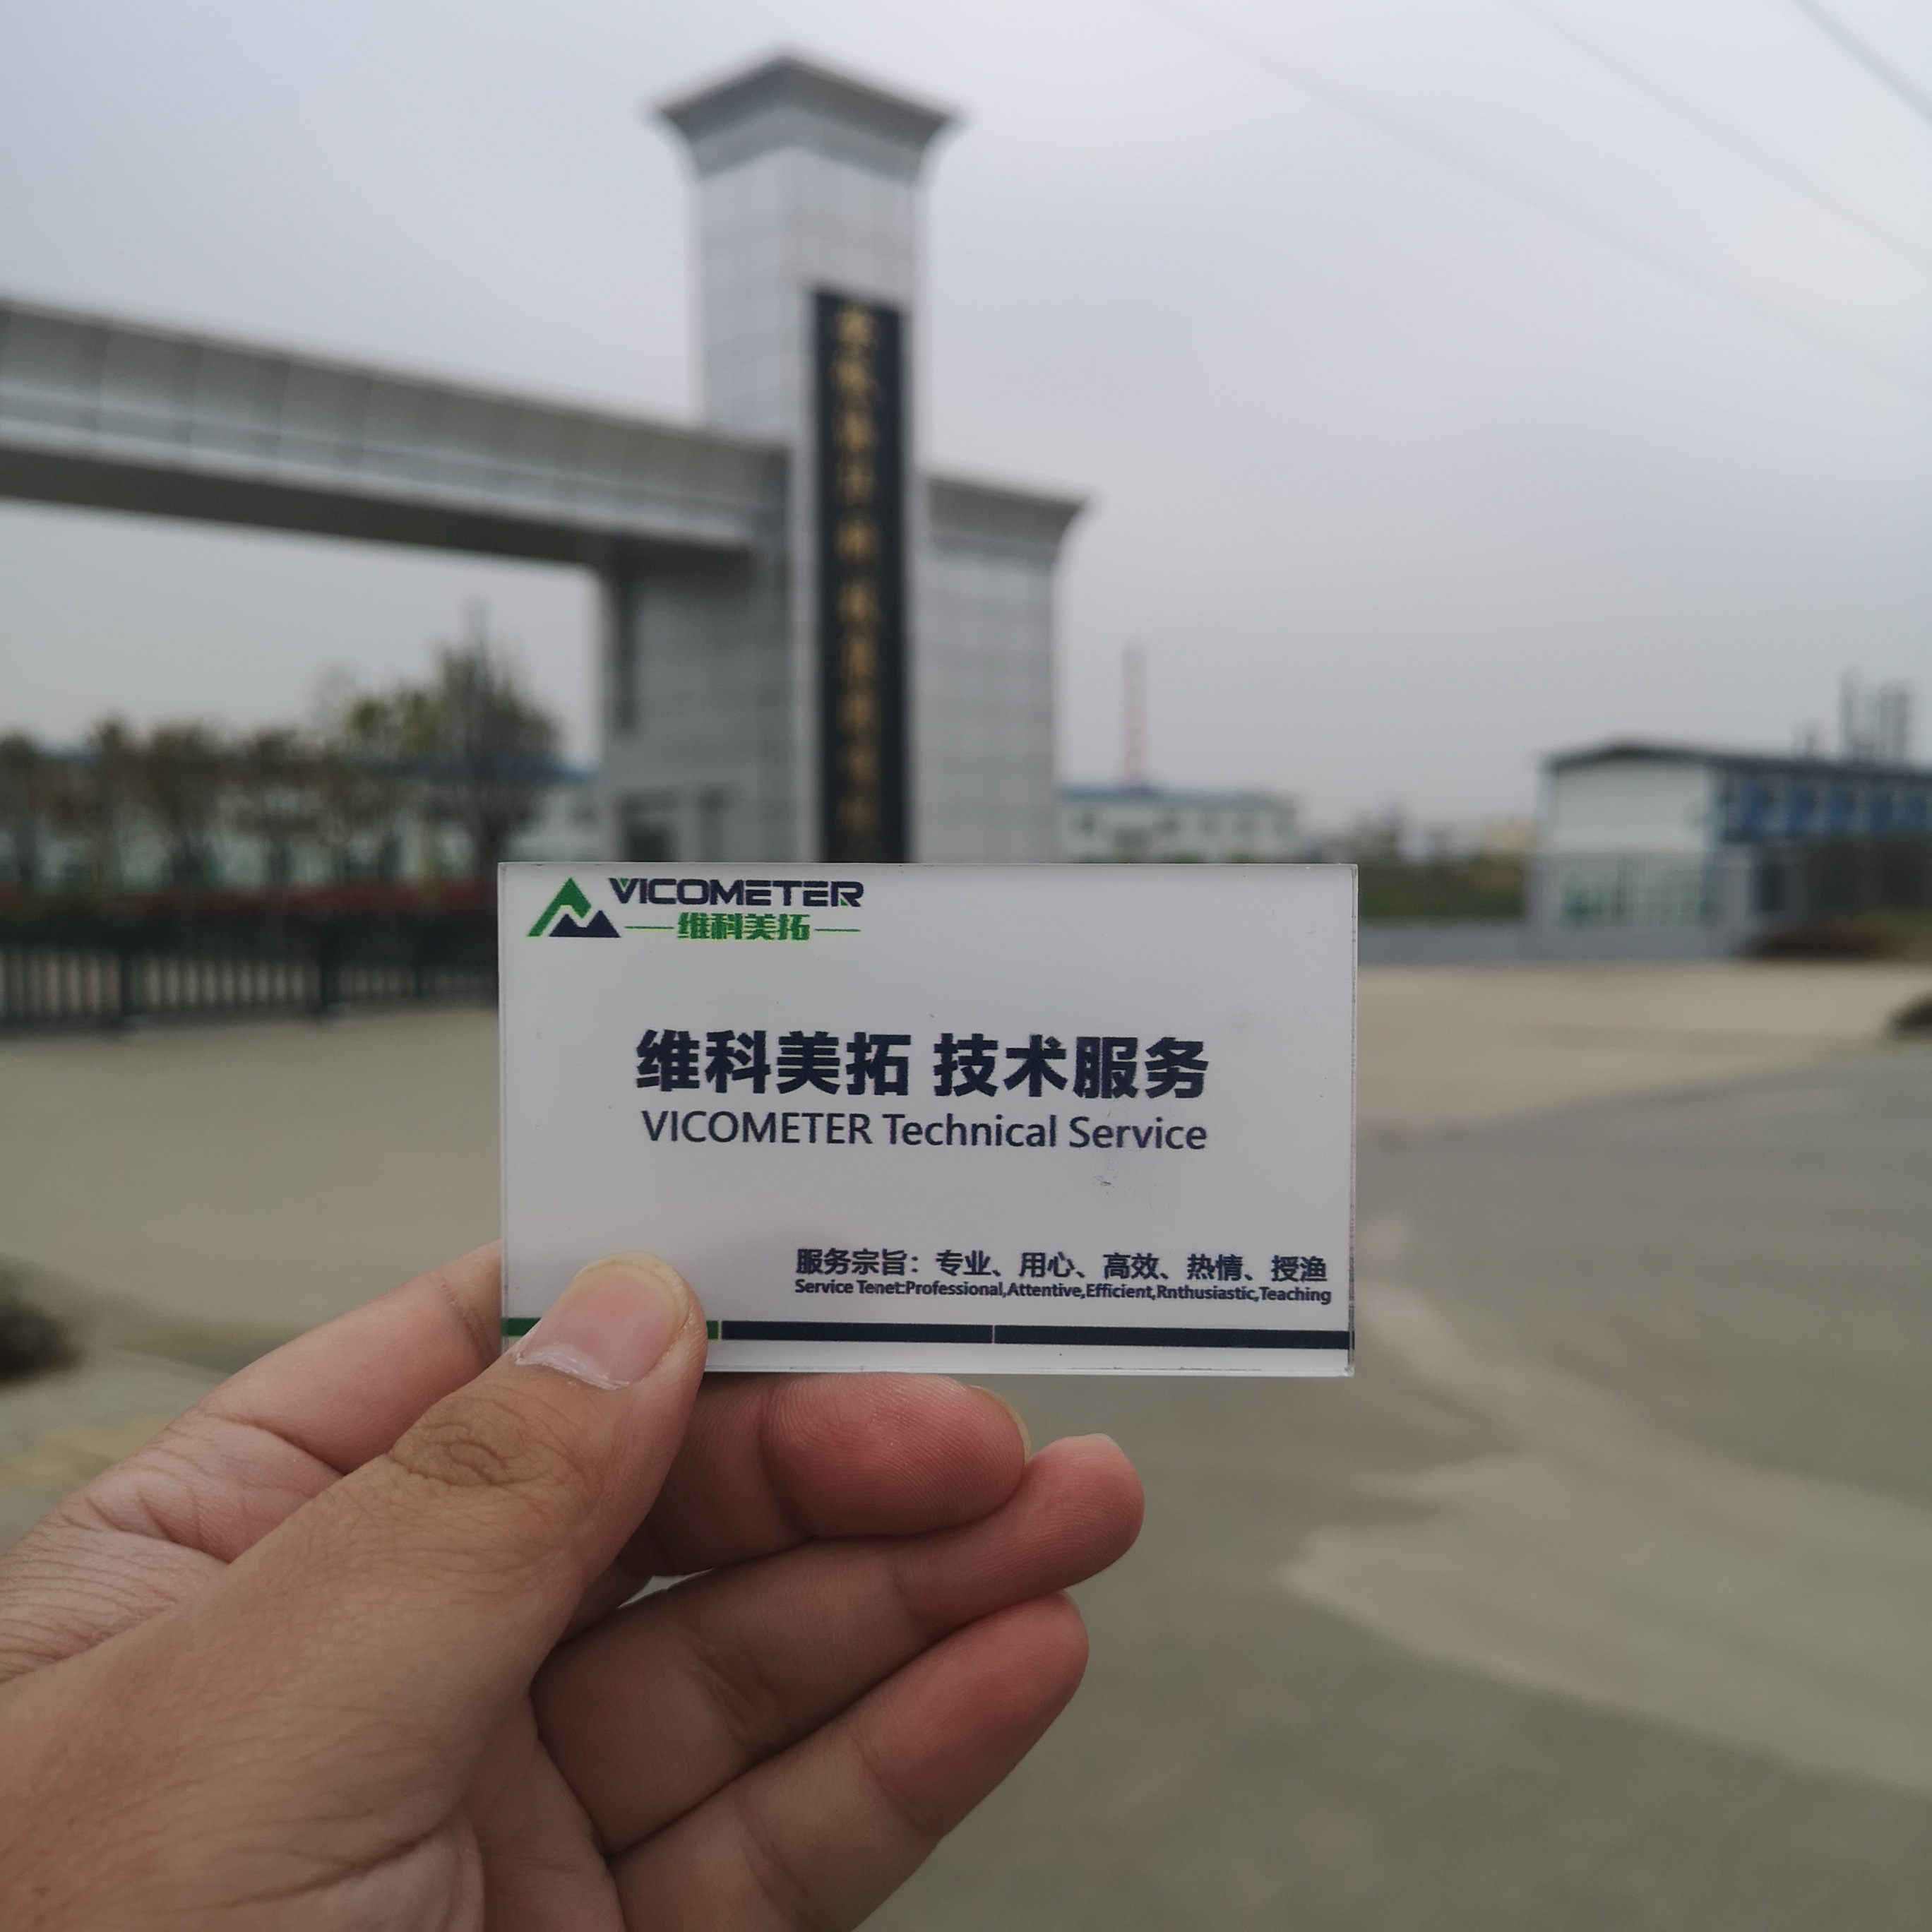 VICOMETER
维科美拓
维科美拓 技术服务
VICOMETER Technical Service
服务宗旨：专业、用心、高效、热情、授渔
Service Tenet:Professional,Attentive,Efficient,Rnthusiastic,Teaching